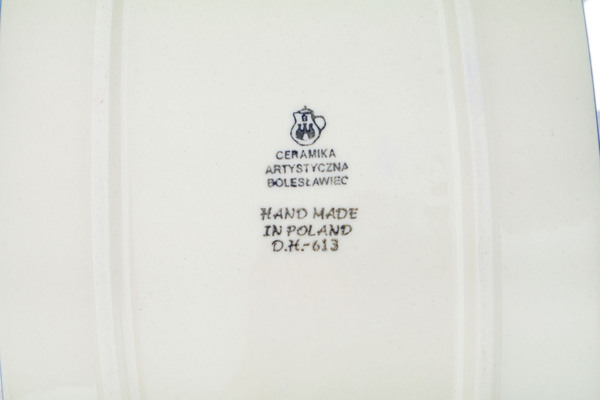 CERAMIKA
ARTYSTYCZNA
BOLESŁAWIEC
HAND MADE
IN POLAND
D.H.-613